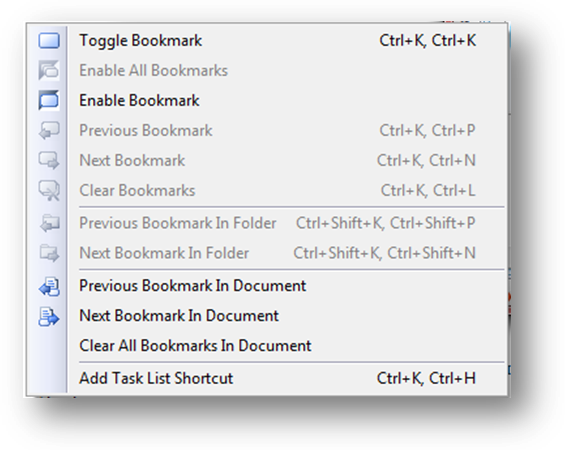 Toggle Bookmark Ctrl+K, Ctrl+K
Enable All Bookmarks
Enable Bookmark
Previous Bookmark Ctrl+K, Ctrl+P
Next Bookmark Ctrl+K, Ctrl+N
Clear Bookmarks Ctrl+K, Ctrl+L
Previous Bookmark In Folder Ctrl+Shift+K, Ctrl+Shift+P
Next Bookmark In Folder Ctrl+Shift+K, Ctrl+Shift+N
Previous Bookmark In Document
Next Bookmark In Document
Clear All Bookmarks In Document
Add Task List Shortcut Ctrl+K, Ctrl+H